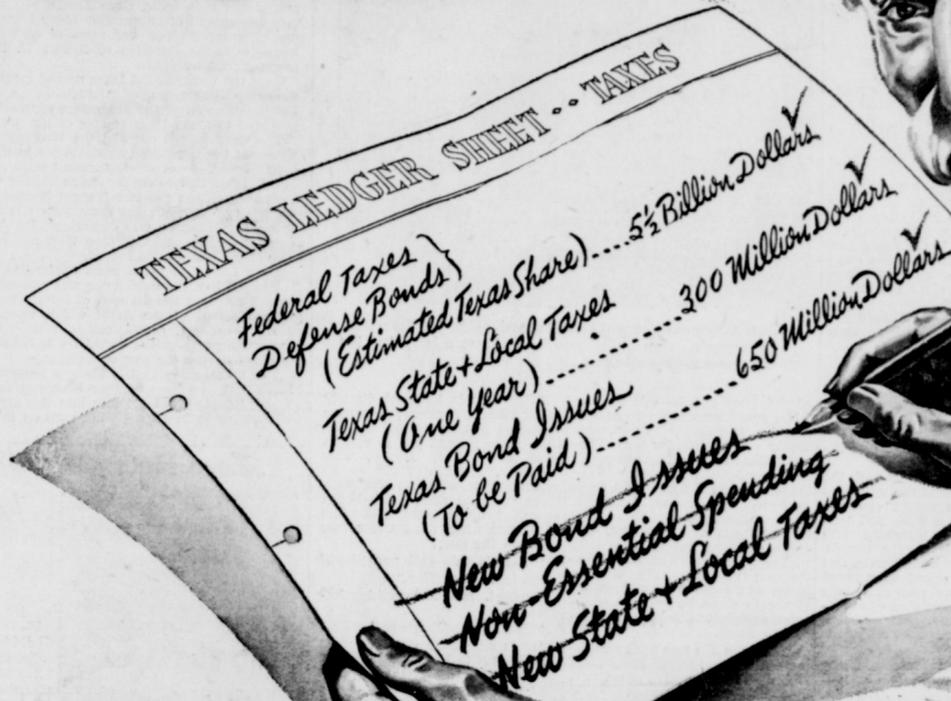 TEXAS LEDGER SHEET •• TAXES
Federal Taxes
Defense Bonds
(Estimated Texas Share).... 5½ Billion Dollars
Texas State + Local Taxes
(One Year)........... 300 Million Dollars
Texas Bond Issues
(To be Paid)........... 650 Million Dollars
New Bond Issues
Non-Essential Spending
New State + Local Taxes